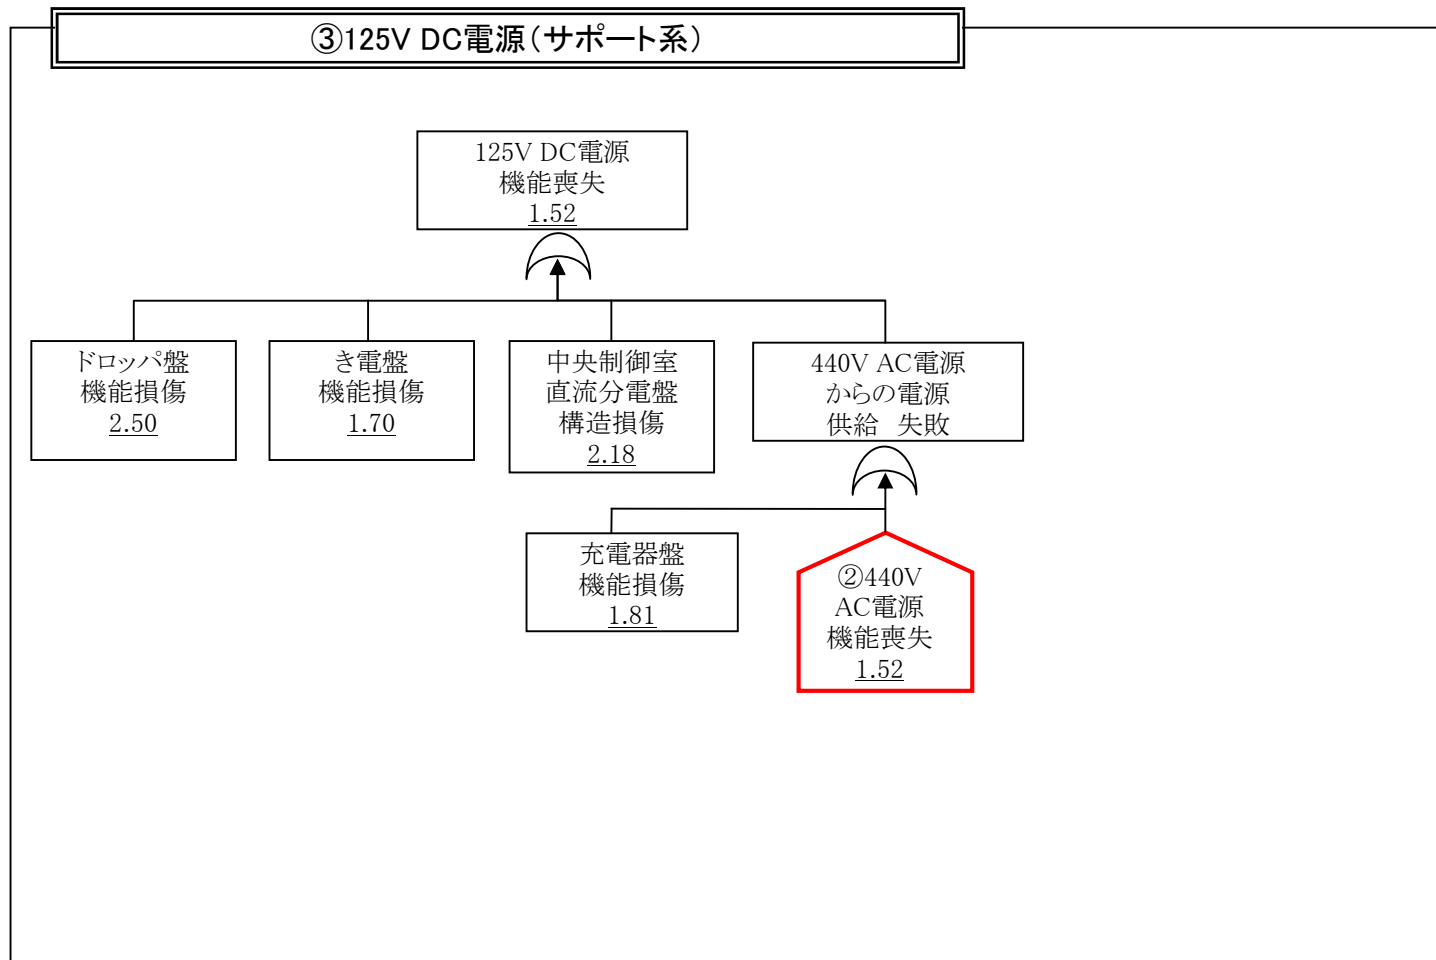 ③125V DC電源(サポート系)
125V DC電源
機能喪失
1.52
ドロッパ盤
機能損傷
2.50
き電盤
機能損傷
1.70
中央制御室
直流分電盤
構造損傷
2.18
440V AC電源
からの電源
供給 失敗
充電器盤
機能損傷
1.81
②440V
AC電源
機能喪失
1.52